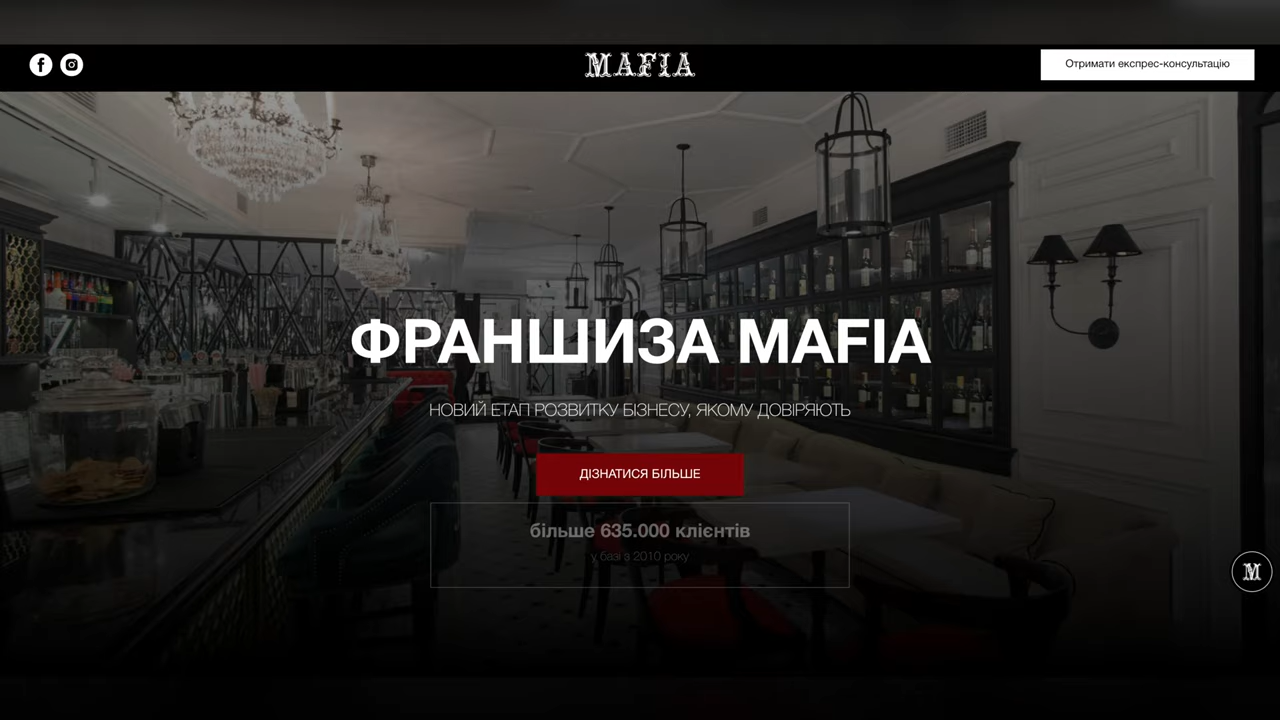 MAFIA
Отримати експрес-консультацію
ФРАНШИЗА MAFIA
НОВИЙ ЕТАП РОЗВИТКУ БІЗНЕСУ, ЯКОМУ ДОВІРЯЮТЬ
ДІЗНАТИСЯ БІЛЬШЕ
більше 635.000 клієнтів
у базі з 2010 року
M